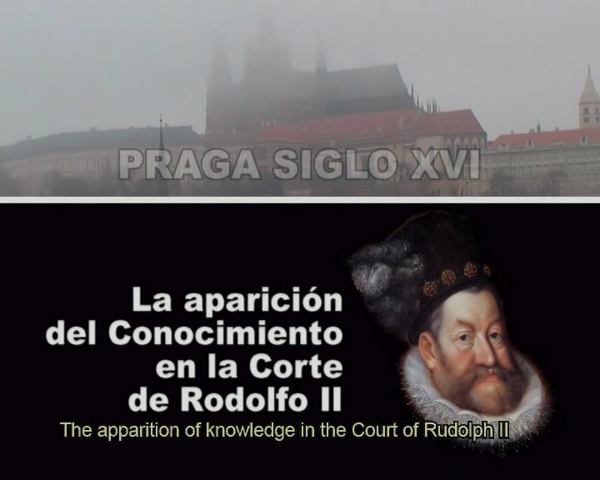 PRAGA SIGLO XVI
La aparición
del Conocimiento
en la Corte
de Rodolfo II
The apparition of knowledge in the Court of Rudolph II